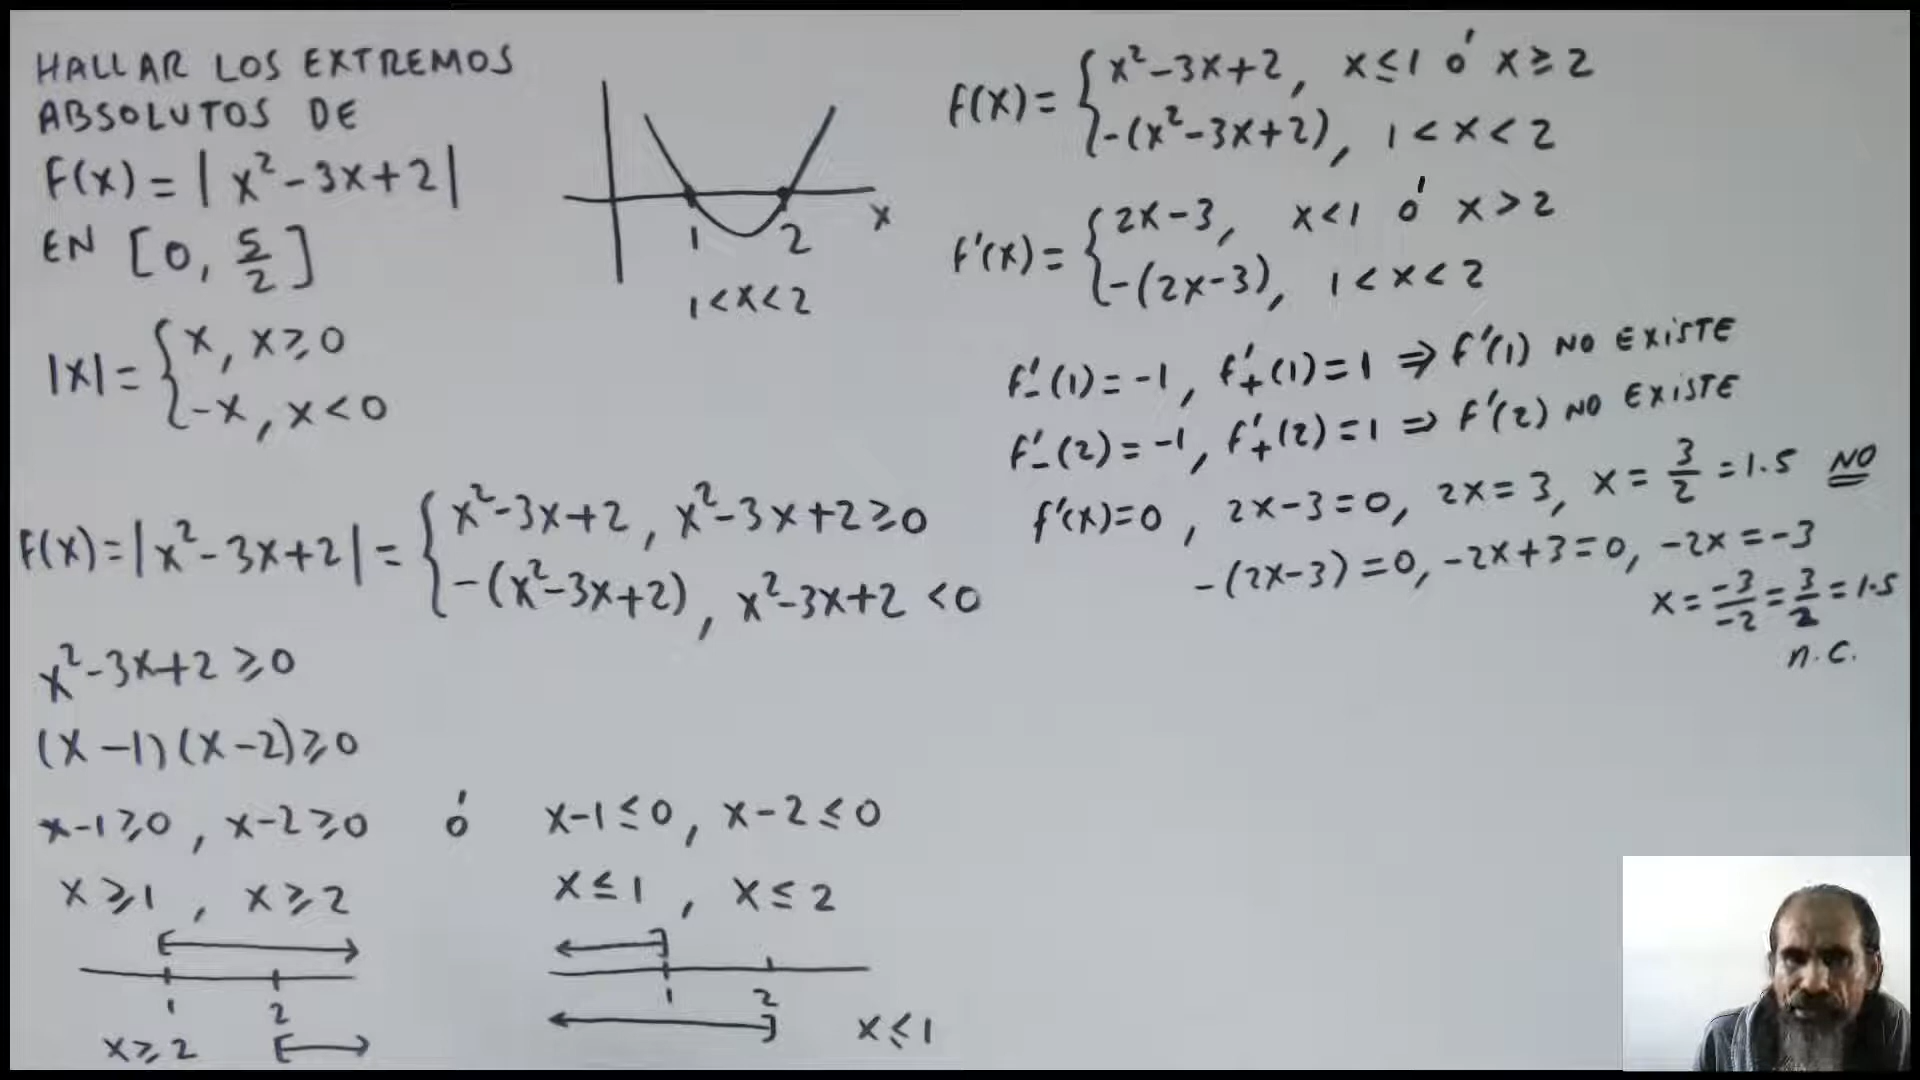 HALLAR LOS EXTREMOS
ABSOLUTOS DE
F(x) = | x² - 3x + 2 |
EN [0, 5/2]
|x| = { x, x ≥ 0
-x, x < 0
1 2 x
1 < x < 2
F(x) = |x² - 3x + 2| = { x² - 3x + 2, x² - 3x + 2 ≥ 0
-(x² - 3x + 2), x² - 3x + 2 < 0
x² - 3x + 2 ≥ 0
(x - 1)(x - 2) ≥ 0
x - 1 ≥ 0, x - 2 ≥ 0 ó x - 1 ≤ 0, x - 2 ≤ 0
x ≥ 1, x ≥ 2 x ≤ 1, x ≤ 2
1 2 1 2
x ≥ 2 x ≤ 1
F(x) = { x² - 3x + 2, x ≤ 1 ó x ≥ 2
-(x² - 3x + 2), 1 < x < 2
F'(x) = { 2x - 3, x < 1 ó x > 2
-(2x - 3), 1 < x < 2
F'₋(1) = -1, F'₊(1) = 1 ⇒ F'(1) NO EXISTE
F'₋(2) = -1, F'₊(2) = 1 ⇒ F'(2) NO EXISTE
f'(x) = 0, 2x - 3 = 0, 2x = 3, x = 3/2 = 1.5 NO
-(2x - 3) = 0, -2x + 3 = 0, -2x = -3
x = -3/-2 = 3/2 = 1.5
n.c.